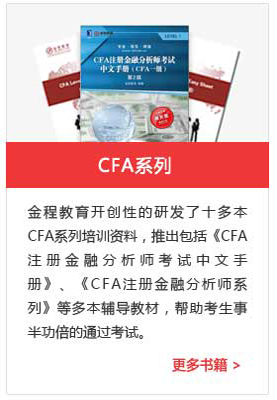 LEVEL 1
CFA注册金融分析师考试
中文手册（CFA一级）
第2版
CFA系列
金程教育开创性的研发了十多本
CFA系列培训资料，推出包括《CFA
注册金融分析师考试中文手
册》、《CFA注册金融分析师系
列》等多本辅导教材，帮助考生事
半功倍的通过考试。
更多书籍 >